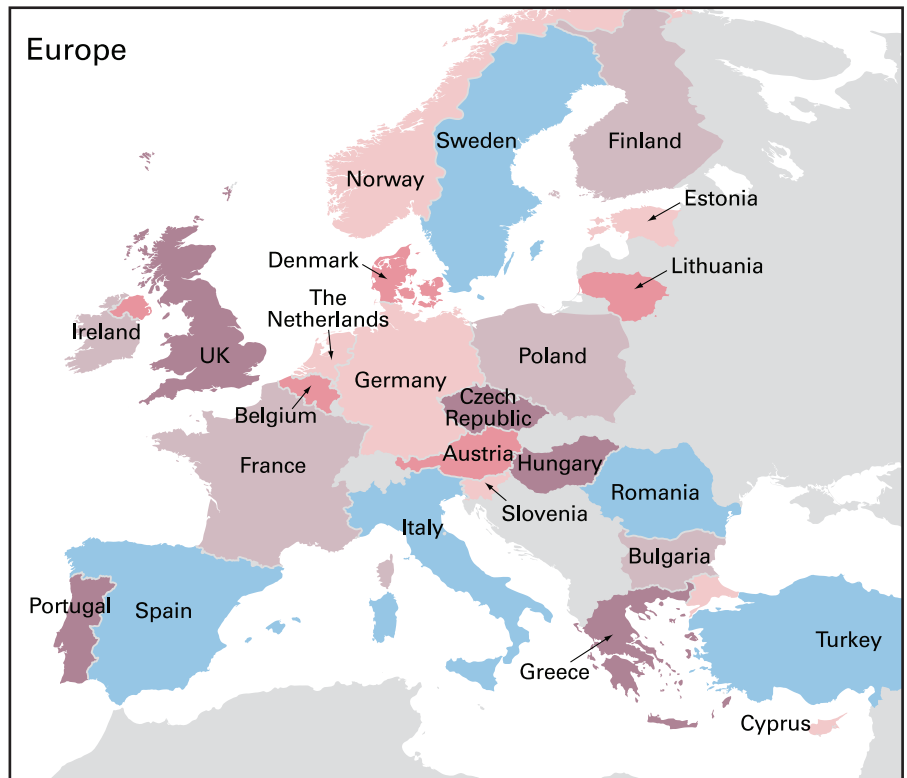 Europe
Sweden
Finland
Norway
Estonia
Denmark
Lithuania
The
Netherlands
Ireland
UK
Poland
Germany
Czech
Republic
Belgium
Austria
France
Hungary
Romania
Slovenia
Italy
Bulgaria
Portugal
Spain
Turkey
Greece
Cyprus